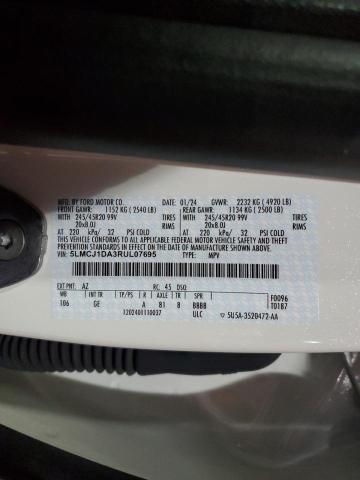 MFD. BY FORD MOTOR CO. DATE: 01/24 GVWR: 2232 KG ( 4920 LB)
FRONT GAWR: 1152 KG ( 2540 LB) REAR GAWR: 1134 KG ( 2500 LB)
WITH 245/45R20 99V TIRES WITH 245/45R20 99V TIRES
20x8.0J RIMS 20x8.0J RIMS
AT 220 kPa/ 32 PSI COLD AT 220 kPa/ 32 PSI COLD
THIS VEHICLE CONFORMS TO ALL APPLICABLE FEDERAL MOTOR VEHICLE
SAFETY, BUMPER, AND THEFT PREVENTION STANDARDS IN EFFECT ON THE
DATE OF MANUFACTURE SHOWN ABOVE.
VIN: 5LMCJ1DA3RUL07695 TYPE: MPV
EXT PNT: AZ RC: 45 DSO: F0096
WB INT TR TP/PS R AXLE TR SPR T0187
106 GE A 81 8 BBBB
1202401110037 ULC 5U5A-3520472-AA